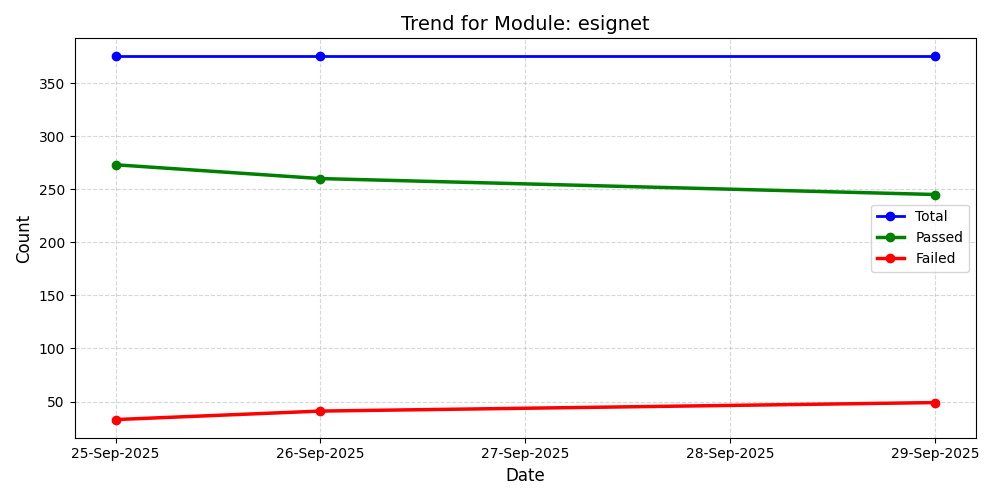 Trend for Module: esignet
Count
350
300
250
200
150
100
50
Total
Passed
Failed
25-Sep-2025 26-Sep-2025 27-Sep-2025 28-Sep-2025 29-Sep-2025
Date